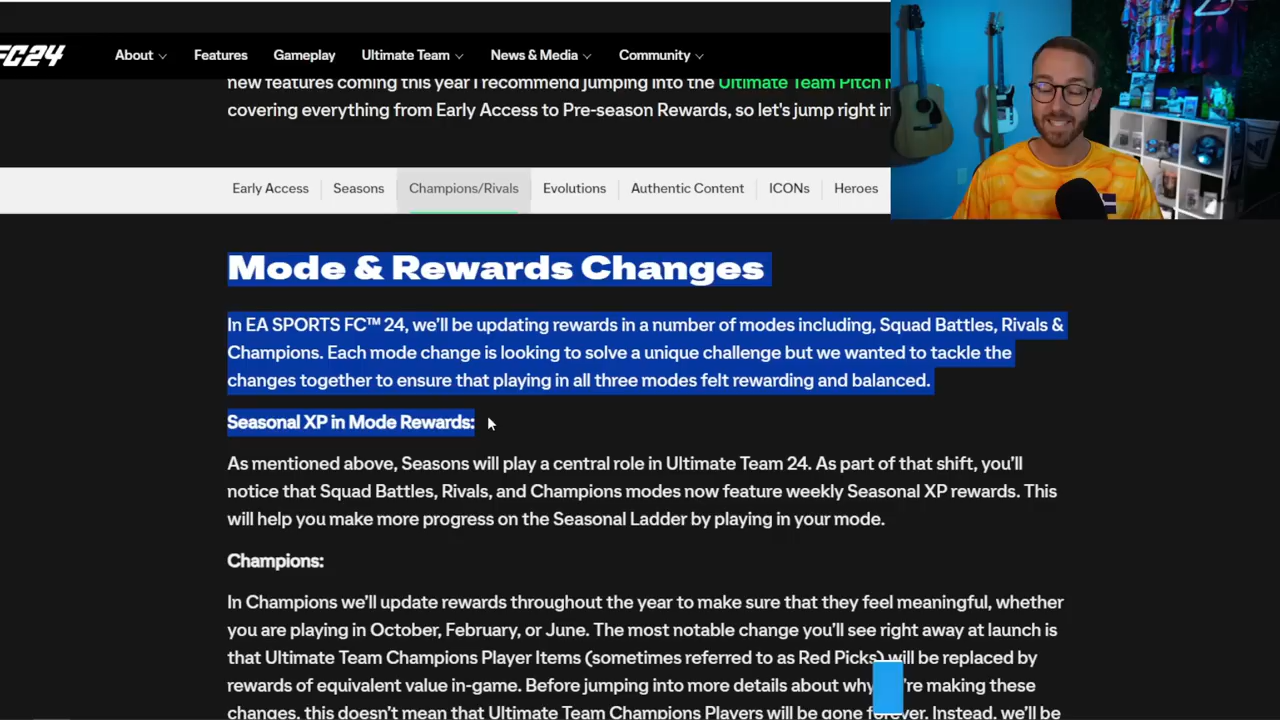 FC24 About Features Gameplay Ultimate Team News & Media Community
new features coming this year I recommend jumping into the Ultimate Team Pitch
covering everything from Early Access to Pre-season Rewards, so let's jump right in
Early Access Seasons Champions/Rivals Evolutions Authentic Content ICONs Heroes
Mode & Rewards Changes
In EA SPORTS FC™ 24, we'll be updating rewards in a number of modes including, Squad Battles, Rivals &
Champions. Each mode change is looking to solve a unique challenge but we wanted to tackle the
changes together to ensure that playing in all three modes felt rewarding and balanced.
Seasonal XP in Mode Rewards:
As mentioned above, Seasons will play a central role in Ultimate Team 24. As part of that shift, you'll
notice that Squad Battles, Rivals, and Champions modes now feature weekly Seasonal XP rewards. This
will help you make more progress on the Seasonal Ladder by playing in your mode.
Champions:
In Champions we'll update rewards throughout the year to make sure that they feel meaningful, whether
you are playing in October, February, or June. The most notable change you'll see right away at launch is
that Ultimate Team Champions Player Items (sometimes referred to as Red Picks) will be replaced by
rewards of equivalent value in-game. Before jumping into more details about why 're making these
changes, this doesn't mean that Ultimate Team Champions Players will be gone forever. Instead, we'll be